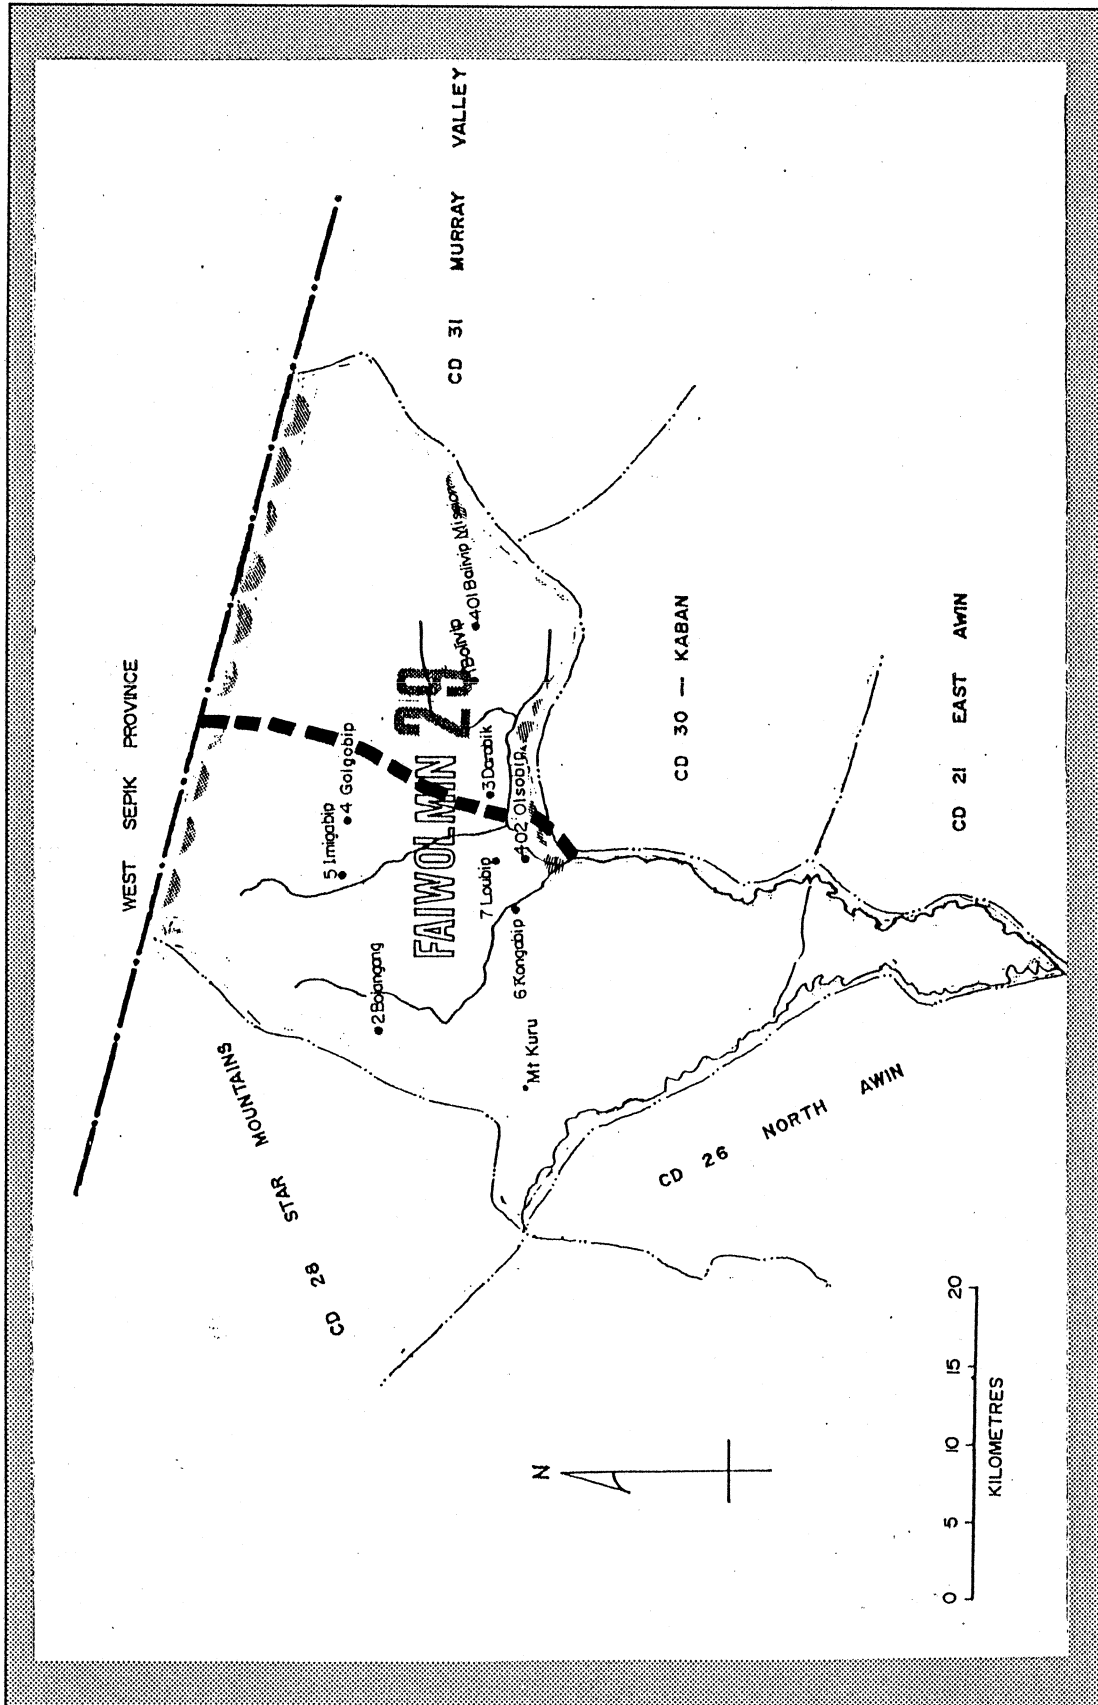 WEST SEPIK PROVINCE
CD 28 STAR MOUNTAINS
CD 31 MURRAY VALLEY
5 Imigabip
4 Golgobip
2 Boiangang
FAIWOLMIN 29
1 Bolivip
401 Bolivip Mission
3 Darabik
7 Loubip
402 Olsobip
6 Kongabip
Mt Kuru
CD 30 — KABAN
CD 26 NORTH AWIN
CD 21 EAST AWIN
N
0 5 10 15 20
KILOMETRES